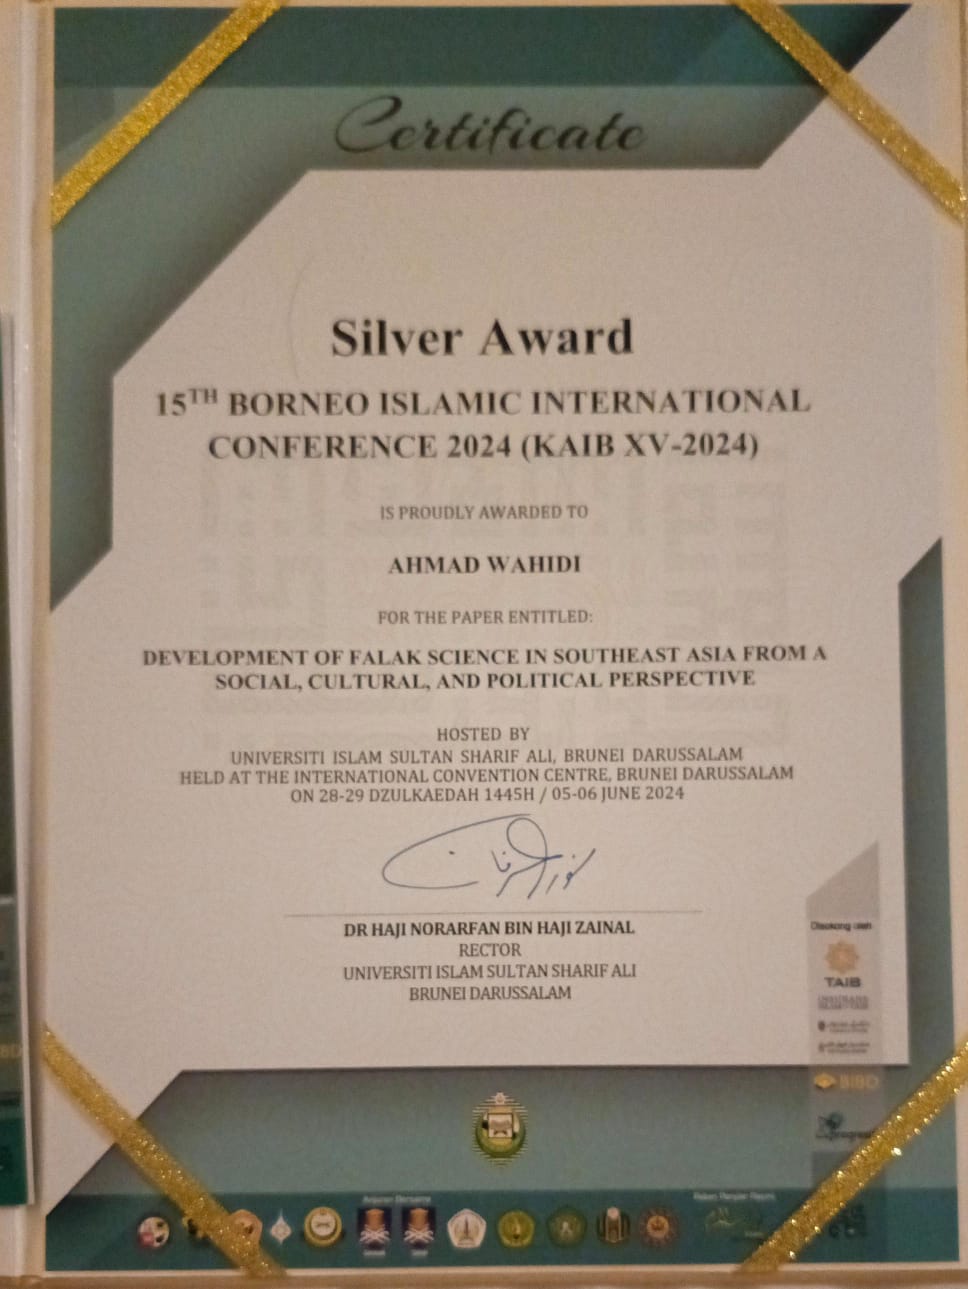 Certificate
Silver Award
15TH BORNEO ISLAMIC INTERNATIONAL
CONFERENCE 2024 (KAIB XV-2024)
IS PROUDLY AWARDED TO
AHMAD WAHIDI
FOR THE PAPER ENTITLED:
DEVELOPMENT OF FALAK SCIENCE IN SOUTHEAST ASIA FROM A
SOCIAL, CULTURAL, AND POLITICAL PERSPECTIVE
HOSTED BY
UNIVERSITI ISLAM SULTAN SHARIF ALI, BRUNEI DARUSSALAM
HELD AT THE INTERNATIONAL CONVENTION CENTRE, BRUNEI DARUSSALAM
ON 28-29 DZULKAEDAH 1445H / 05-06 JUNE 2024
DR HAJI NORARFAN BIN HAJI ZAINAL
RECTOR
UNIVERSITI ISLAM SULTAN SHARIF ALI
BRUNEI DARUSSALAM
Disokong oleh
TAIB
BIBD
Anjuran Bersama